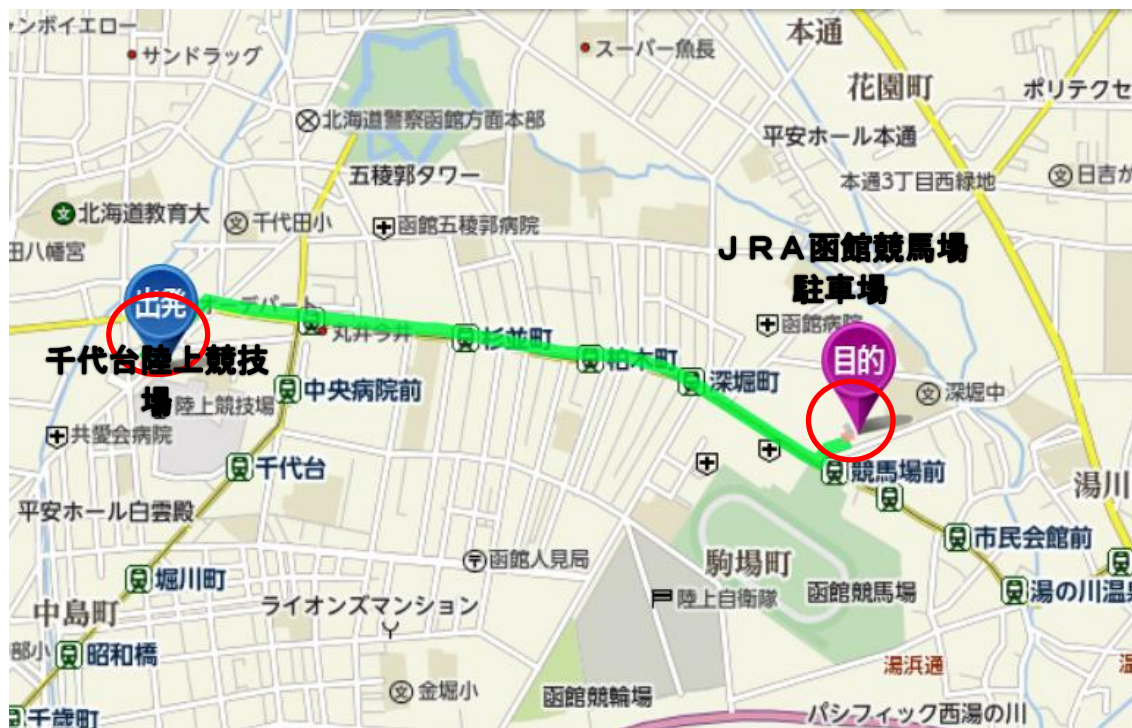 ンボイエロー
サンドラッグ
スーパー魚長
本通
花園町
ポリテクセ
北海道警察函館方面本部
平安ホール本通
五稜郭タワー
本通3丁目西緑地
日吉が
北海道教育大
千代田小
函館五稜郭病院
田八幡宮
JRA函館競馬場
駐車場
出発
オーデパート
丸井今井
杉並町
函館病院
目的
柏木町
千代台陸上競技
場
陸上競技場
中央病院前
深堀町
深堀中
共愛会病院
千代台
競馬場前
湯川
平安ホール白雲殿
市民会館前
函館人見局
駒場町
堀川町
函館競馬場
湯の川温泉
中島町
ライオンズマンション
陸上自衛隊
部小
昭和橋
湯浜通
温
金堀小
函館競輪場
千歳町
パシフィック西湯の川